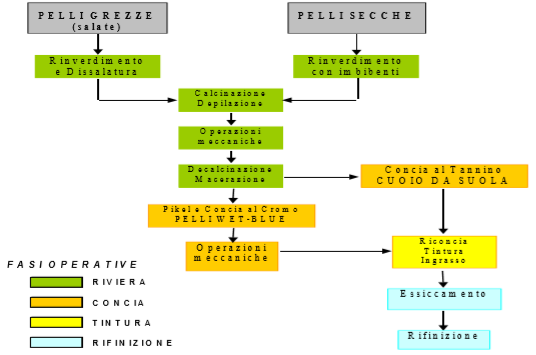 PELLI GREZZE
(salate)
PELLI SECCHE
Rinverdimento
e Dissalatura
Rinverdimento
con imbibenti
Calcinazione
Depilazione
Operazioni
meccaniche
Decalcinazione
Macerazione
Concia al Tannino
CUOIO DA SUOLA
Pikel e Concia al Cromo
PELLI WET-BLUE
Operazioni
meccaniche
Riconcia
Tintura
Ingrasso
FASI OPERATIVE
RIVIERA
CONCIA
TINTURA
RIFINIZIONE
Essiccamento
Rifinizione